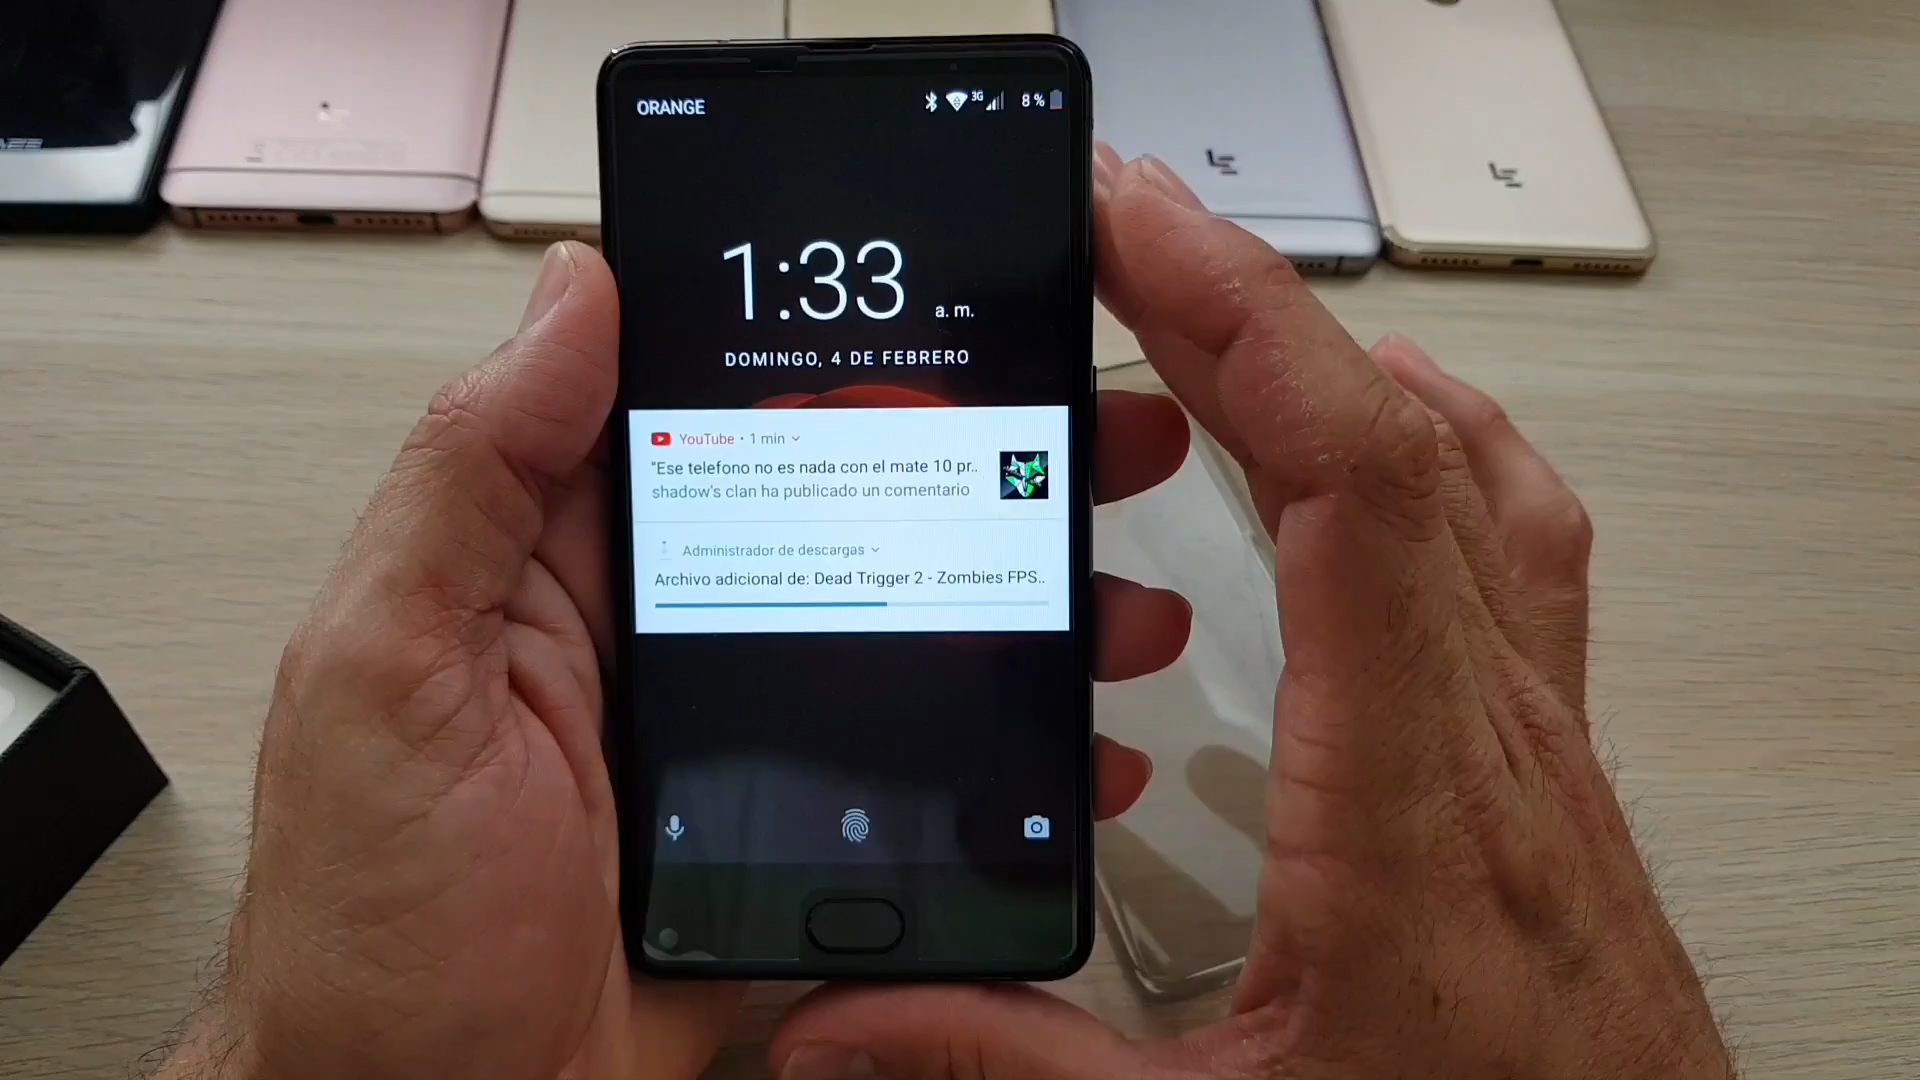 ORANGE
3G
8 %
1:33
a. m.
DOMINGO, 4 DE FEBRERO
YouTube • 1 min
"Ese telefono no es nada con el mate 10 pr..
shadow's clan ha publicado un comentario
Administrador de descargas
Archivo adicional de: Dead Trigger 2 - Zombies FPS..